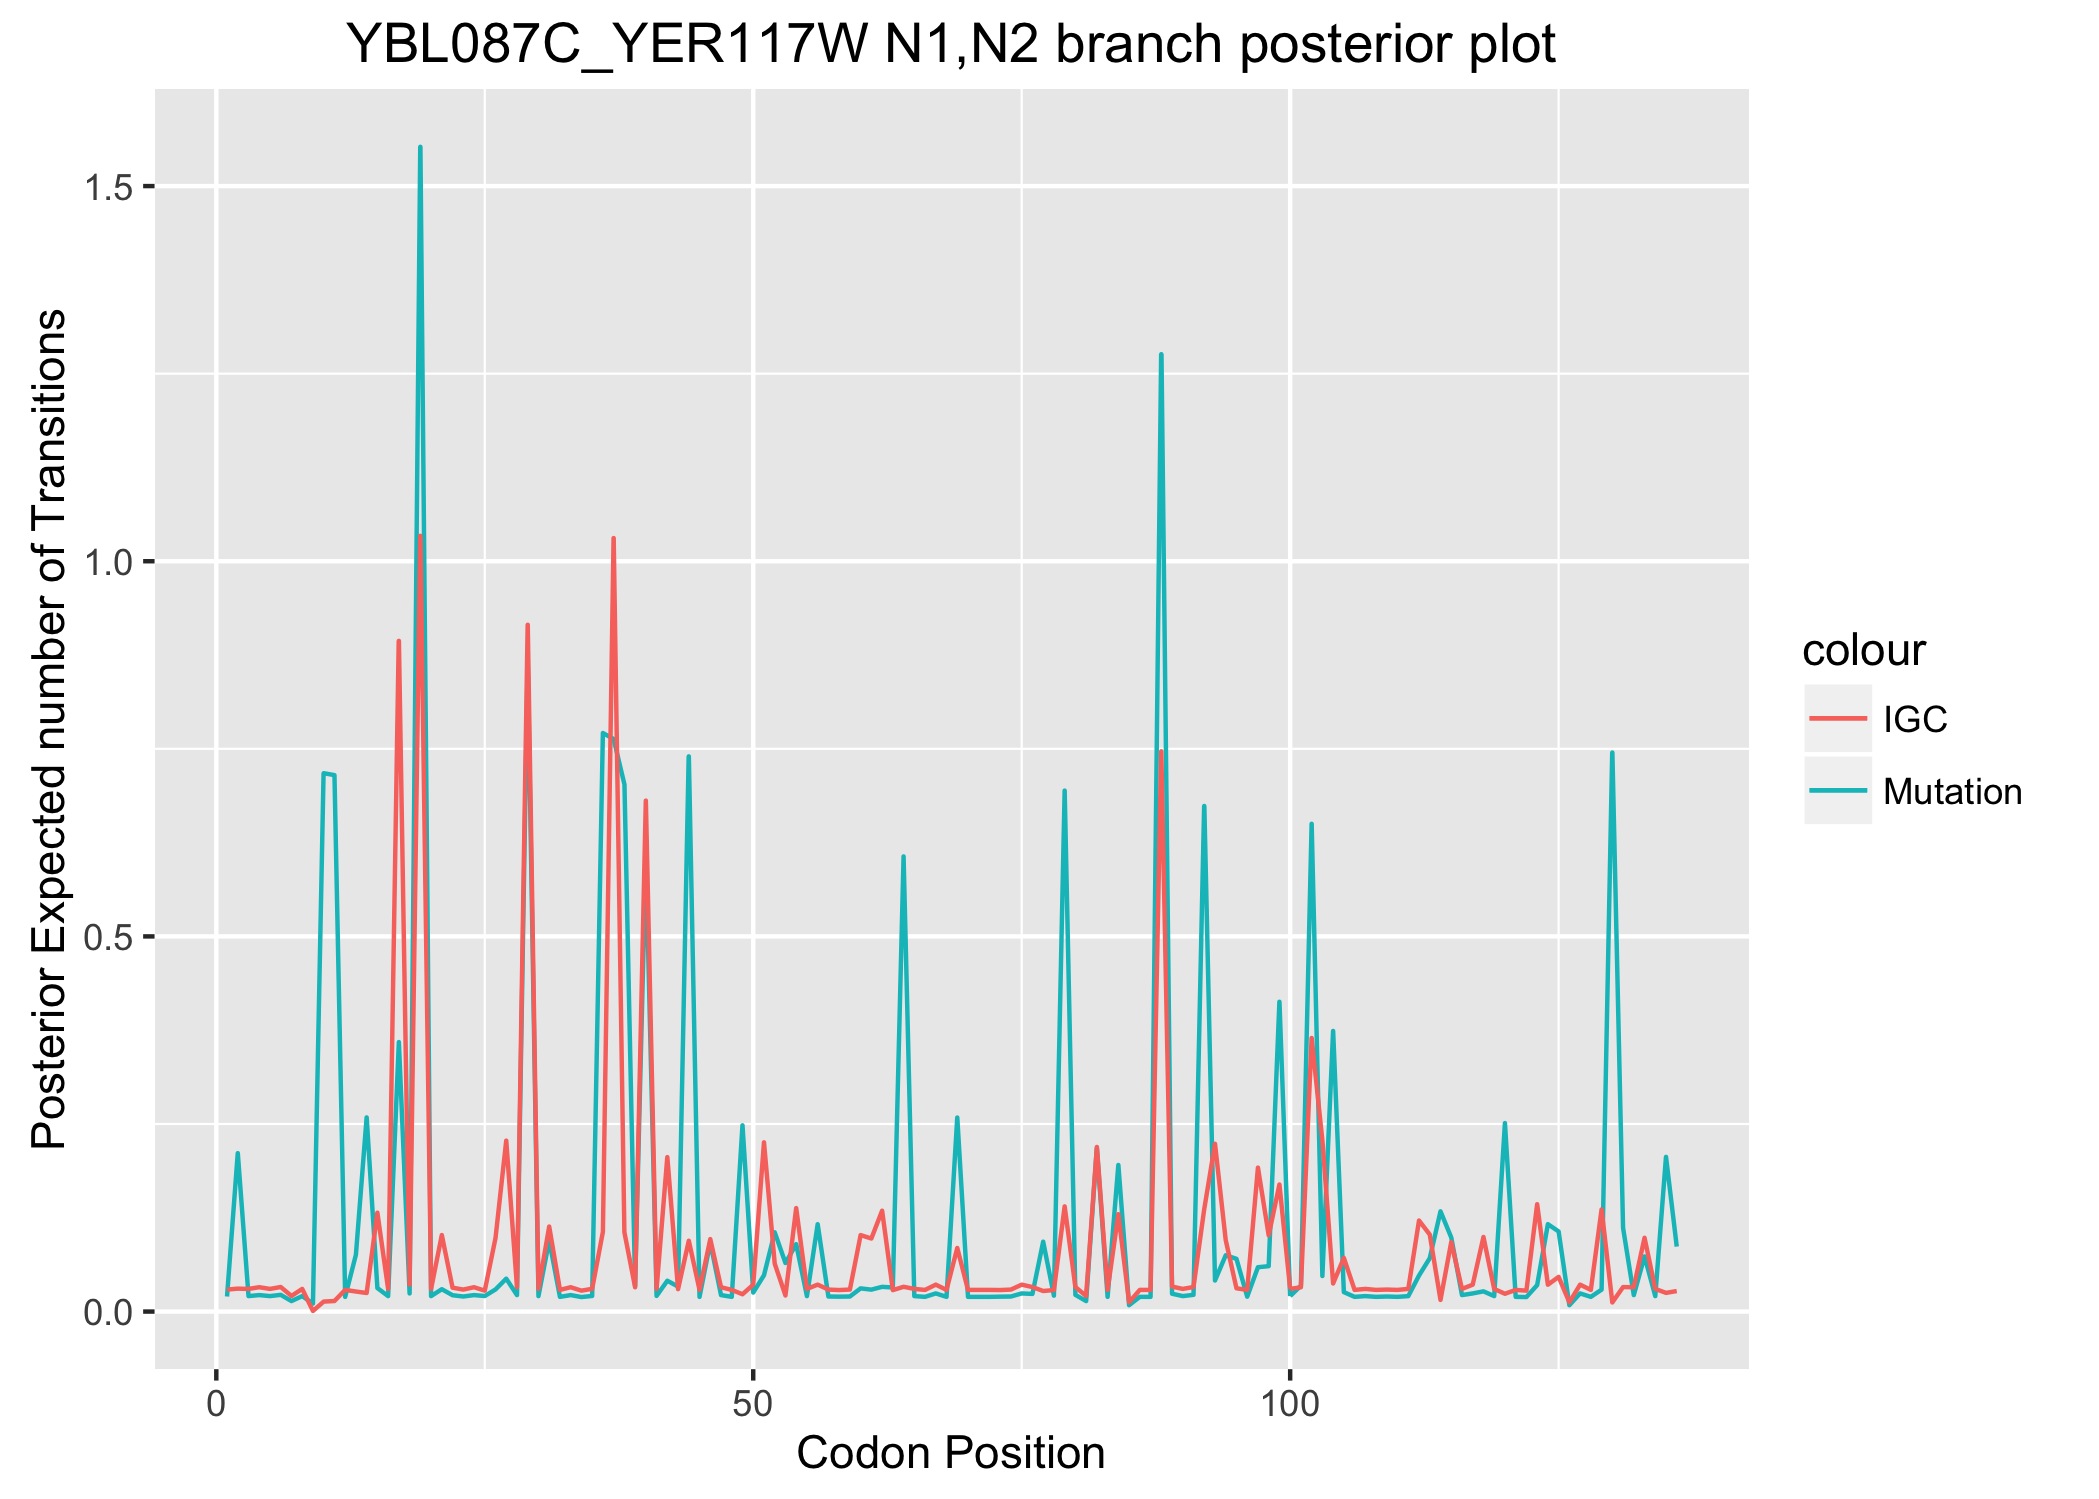 YBL087C_YER117W N1,N2 branch posterior plot
Posterior Expected number of Transitions
1.5
1.0
0.5
0.0
0
50
100
Codon Position
colour
IGC
Mutation